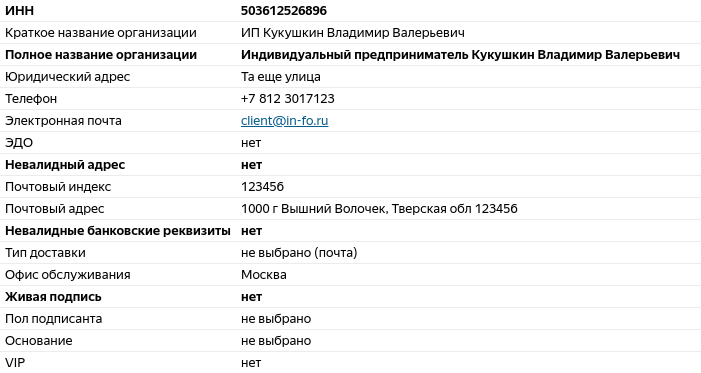 ИНН 503612526896
Краткое название организации ИП Кукушкин Владимир Валерьевич
Полное название организации Индивидуальный предприниматель Кукушкин Владимир Валерьевич
Юридический адрес Та еще улица
Телефон +7 812 3017123
Электронная почта client@in-fo.ru
ЭДО нет
Невалидный адрес нет
Почтовый индекс 123456
Почтовый адрес 1000 г Вышний Волочек, Тверская обл 123456
Невалидные банковские реквизиты нет
Тип доставки не выбрано (почта)
Офис обслуживания Москва
Живая подпись нет
Пол подписанта не выбрано
Основание не выбрано
VIP нет